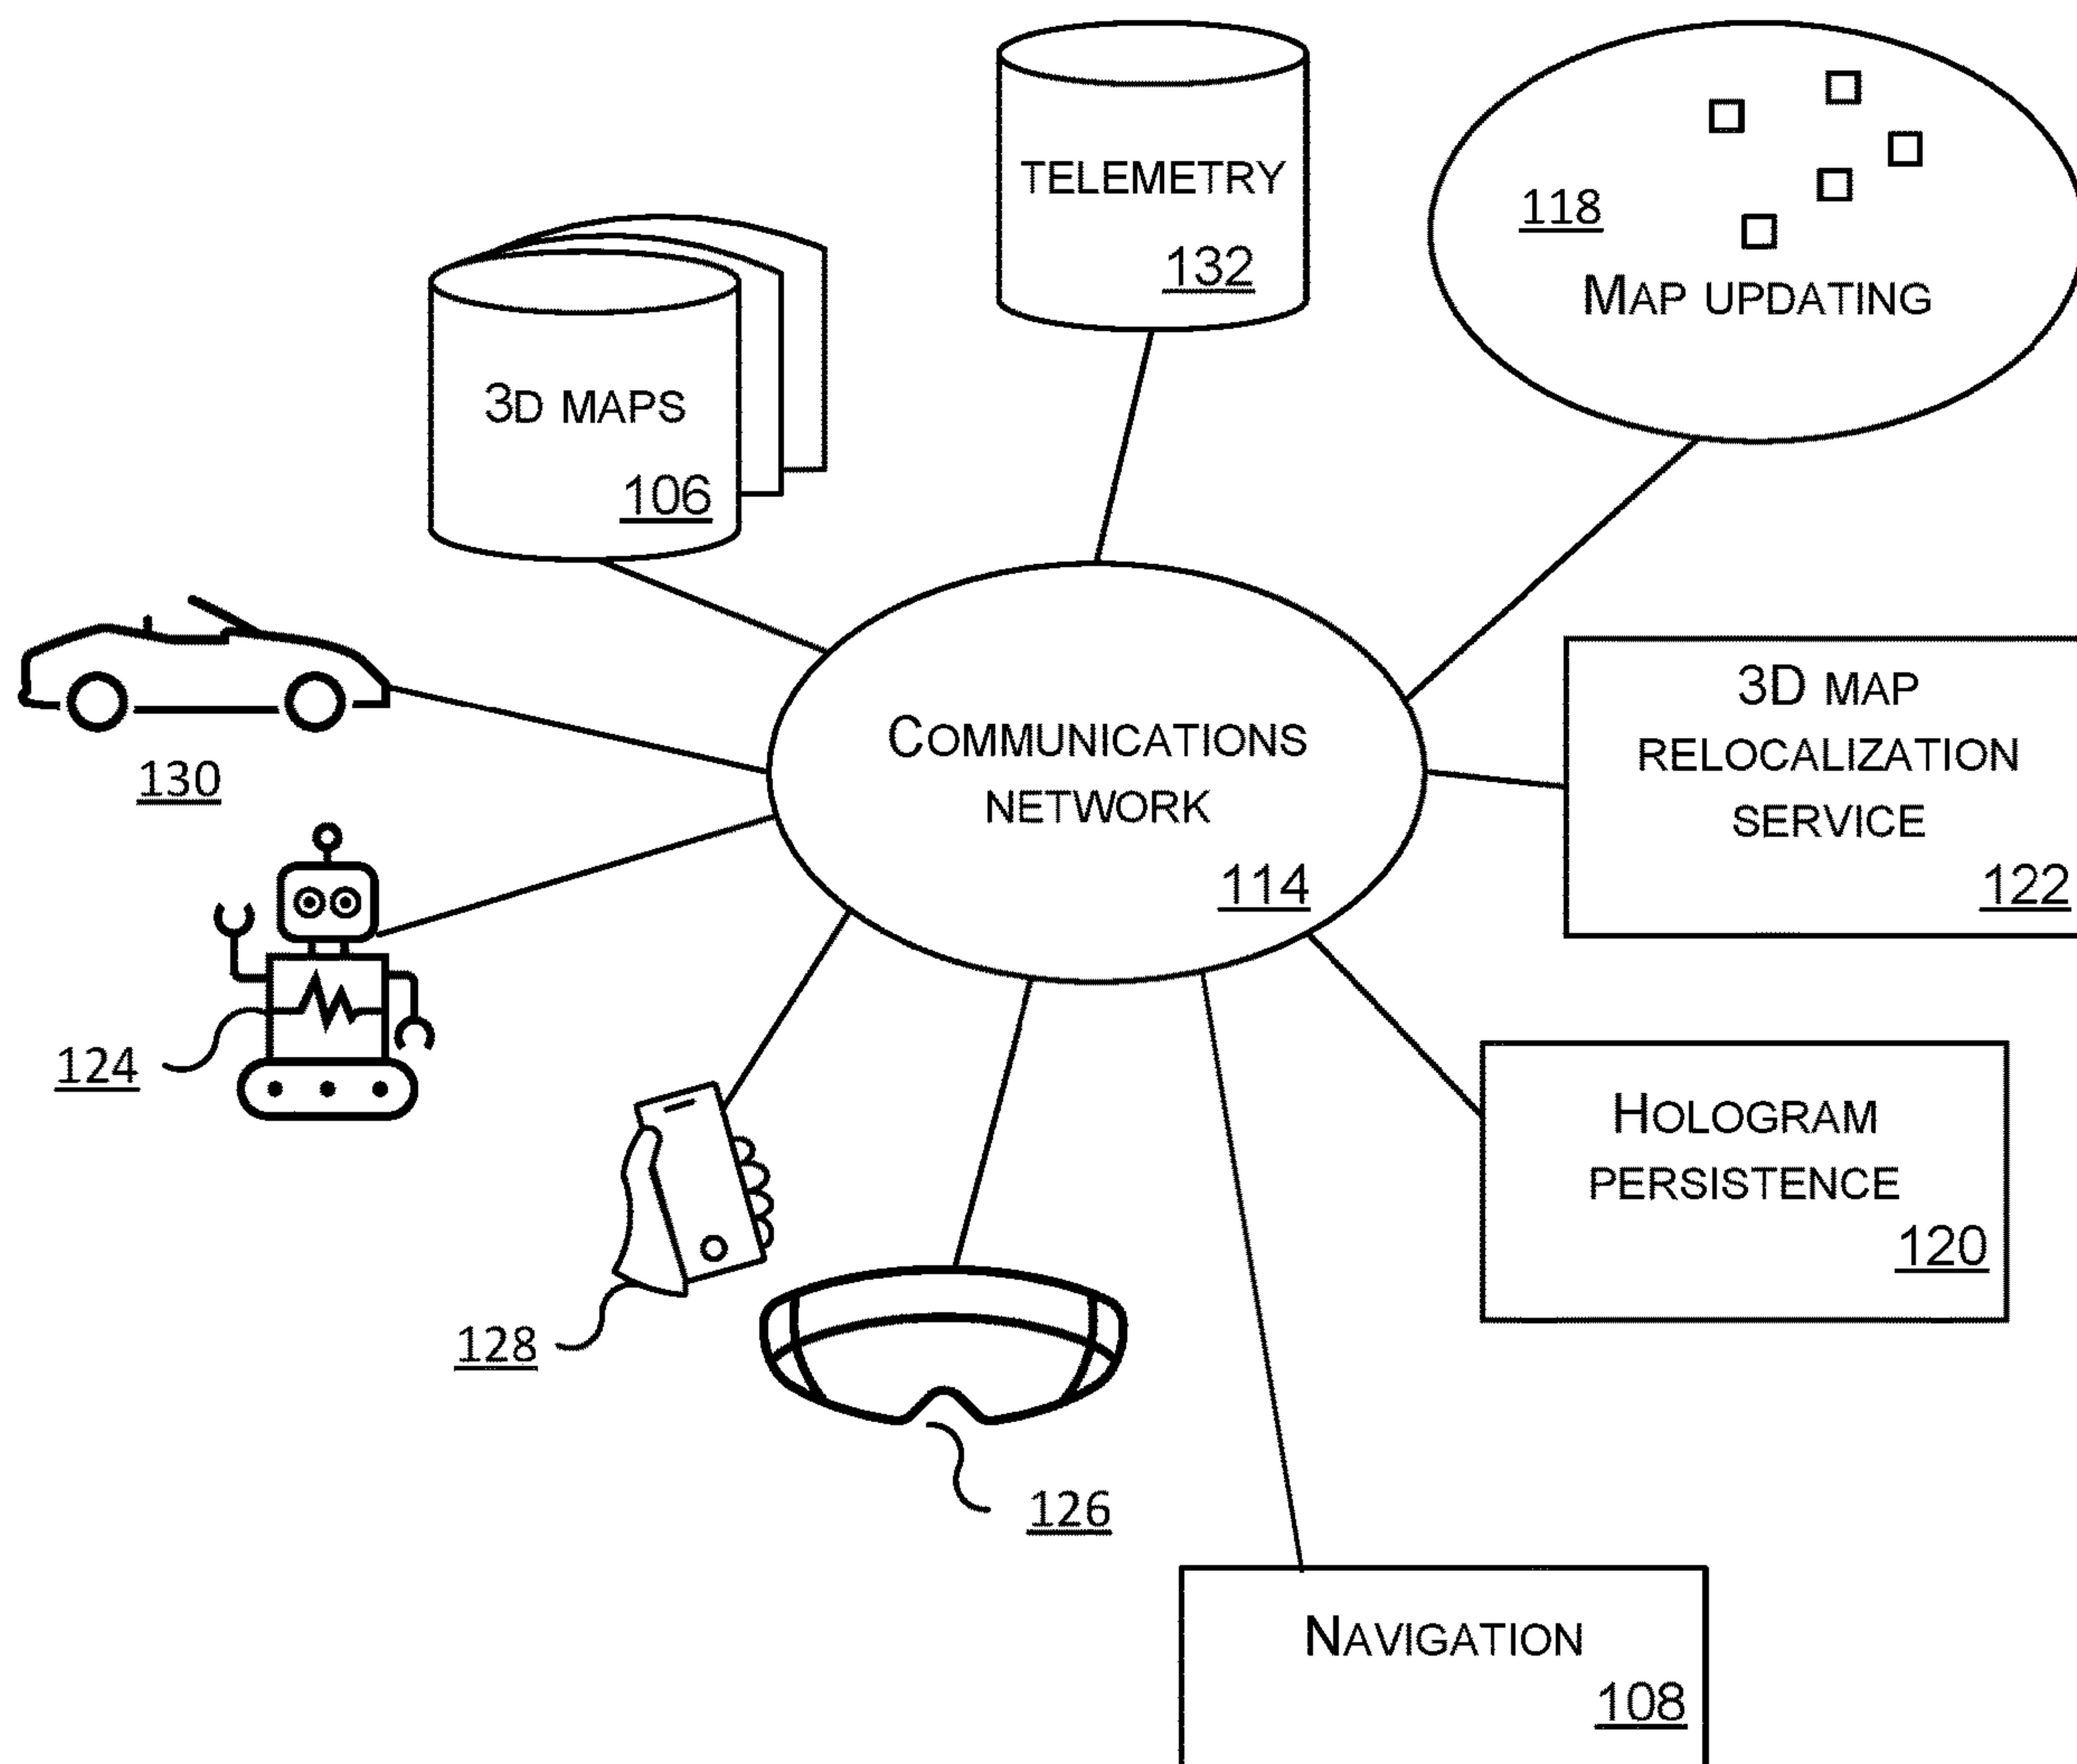 TELEMETRY
132
118
MAP UPDATING
3D MAPS
106
130
COMMUNICATIONS
NETWORK
114
3D MAP
RELOCALIZATION
SERVICE
122
124
HOLOGRAM
PERSISTENCE
120
128
126
NAVIGATION
108